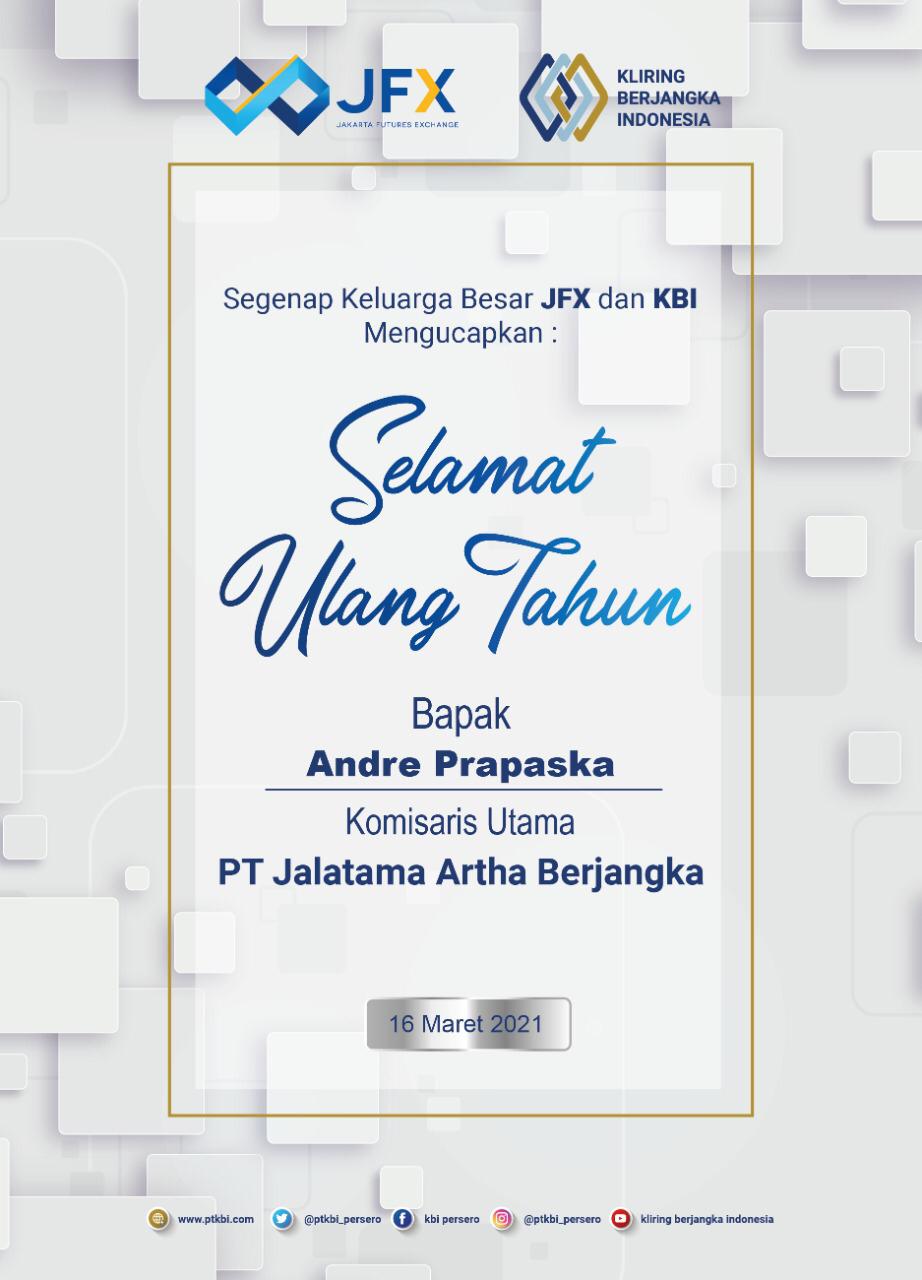 JFX
JAKARTA FUTURES EXCHANGE
KLIRING
BERJANGKA
INDONESIA
Segenap Keluarga Besar JFX dan KBI
Mengucapkan :
Selamat
Ulang Tahun
Bapak
Andre Prapaska
Komisaris Utama
PT Jalatama Artha Berjangka
16 Maret 2021
www.ptkbi.com @ptkbi_persero kbi persero @ptkbi_persero kliring berjangka indonesia